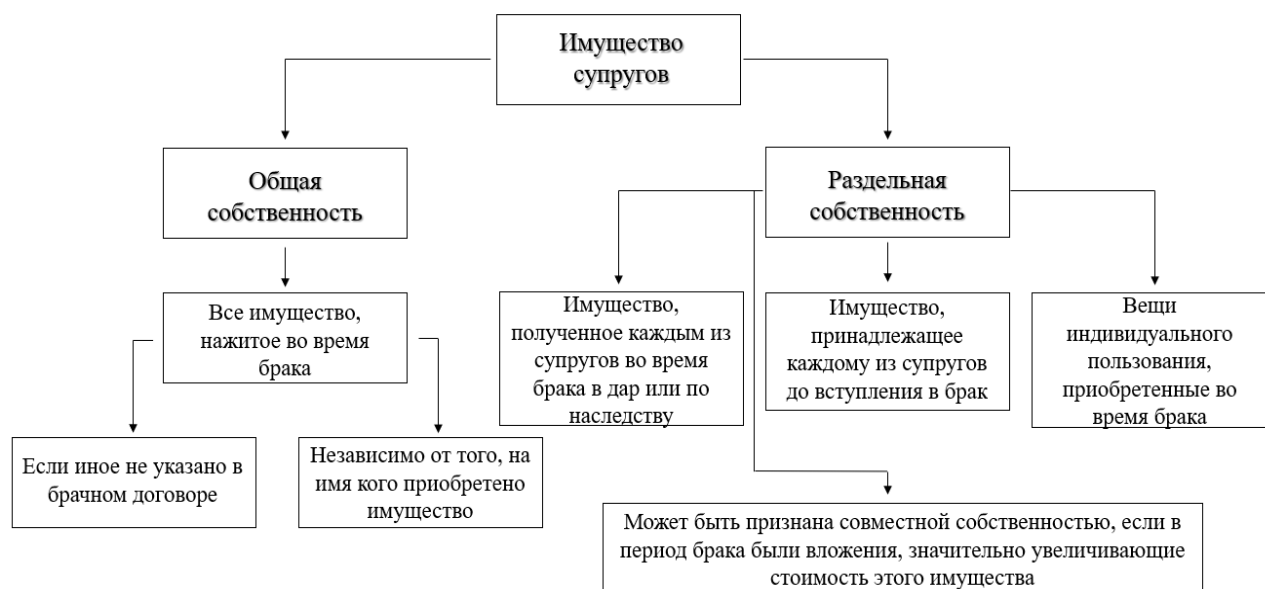 Имущество
супругов
Общая
собственность
Раздельная
собственность
Все имущество,
нажитое во время
брака
Имущество,
полученное каждым из
супругов во время
брака в дар или по
наследству
Имущество,
принадлежащее
каждому из супругов
до вступления в брак
Вещи
индивидуального
пользования,
приобретенные во
время брака
Если иное не указано в
брачном договоре
Независимо от того, на
имя кого приобретено
имущество
Может быть признана совместной собственностью, если в
период брака были вложения, значительно увеличивающие
стоимость этого имущества